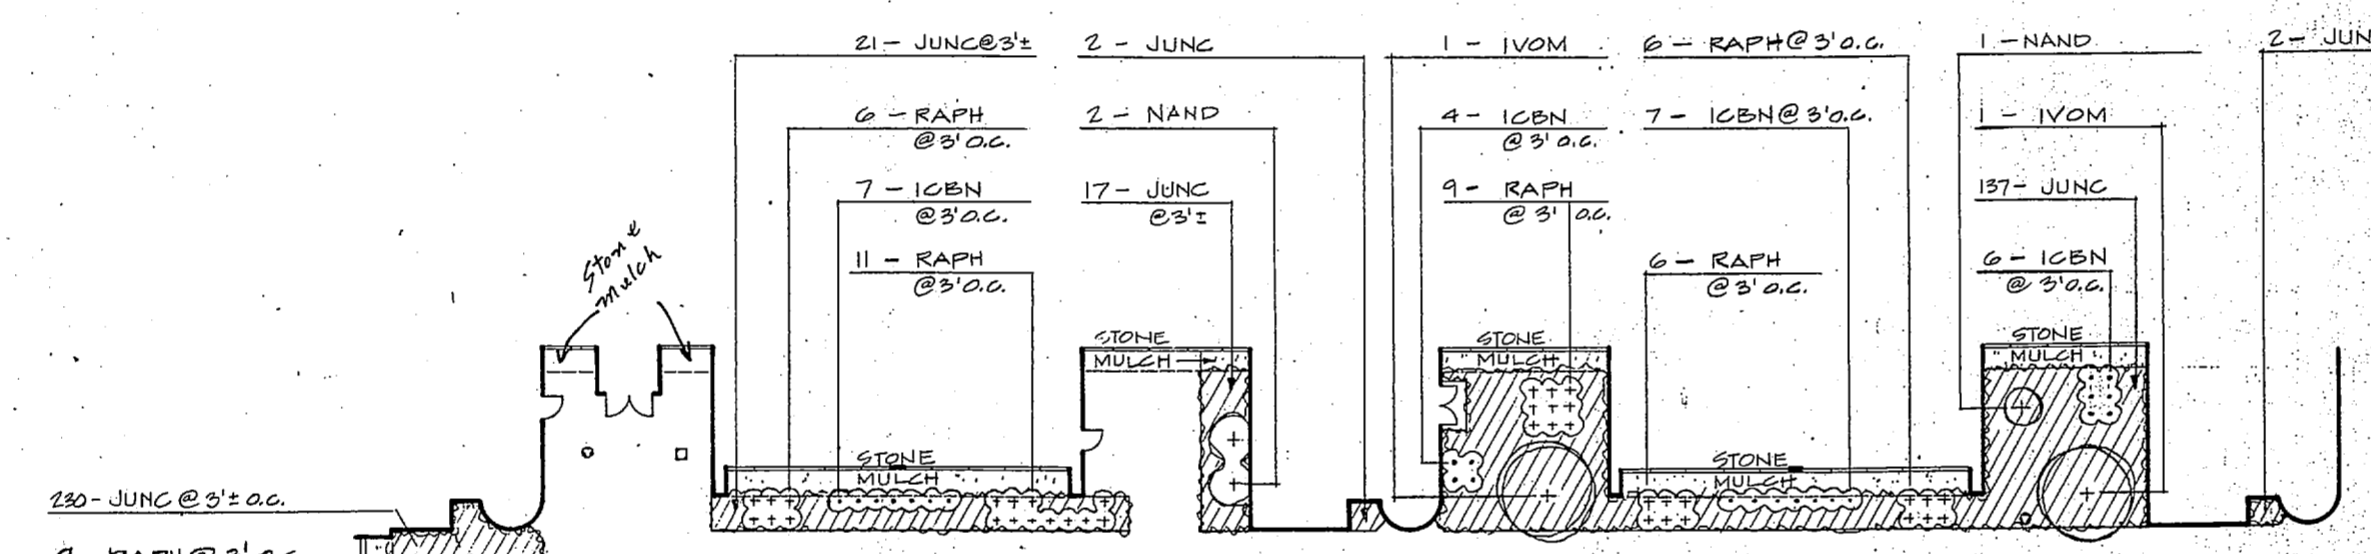 21 - JUNC@3'±
2 - JUNC
1 - IVOM
6 - RAPH@3'O.C.
1 - NAND
2 - JUN
6 - RAPH
@3'O.C.
2 - NAND
4 - ICBN
@3'O.C.
7 - ICBN@3'O.C.
1 - IVOM
7 - ICBN
@3'O.C.
17 - JUNC
@3'±
9 - RAPH
@3' O.C.
137 - JUNC
11 - RAPH
@3'O.C.
6 - RAPH
@3'O.C.
6 - ICBN
@3'O.C.
Stone
mulch
STONE
MULCH
STONE
MULCH
STONE
MULCH
STONE
MULCH
STONE
MULCH
230 - JUNC @ 3'± O.C.
RAPH @ 3' O.C.